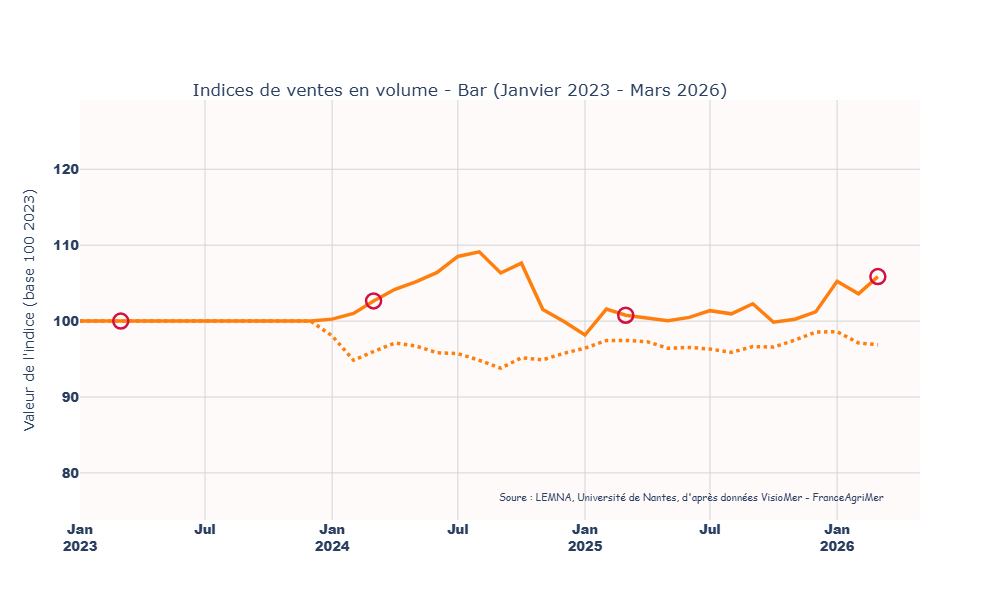 Indices de ventes en volume - Bar (Janvier 2023 - Mars 2026)
Valeur de l'indice (base 100 2023)
120
110
100
90
80
Soure : LEMNA, Université de Nantes, d'après données VisioMer - FranceAgriMer
Jan Jul Jan Jul Jan Jul Jan
2023 2024 2025 2026